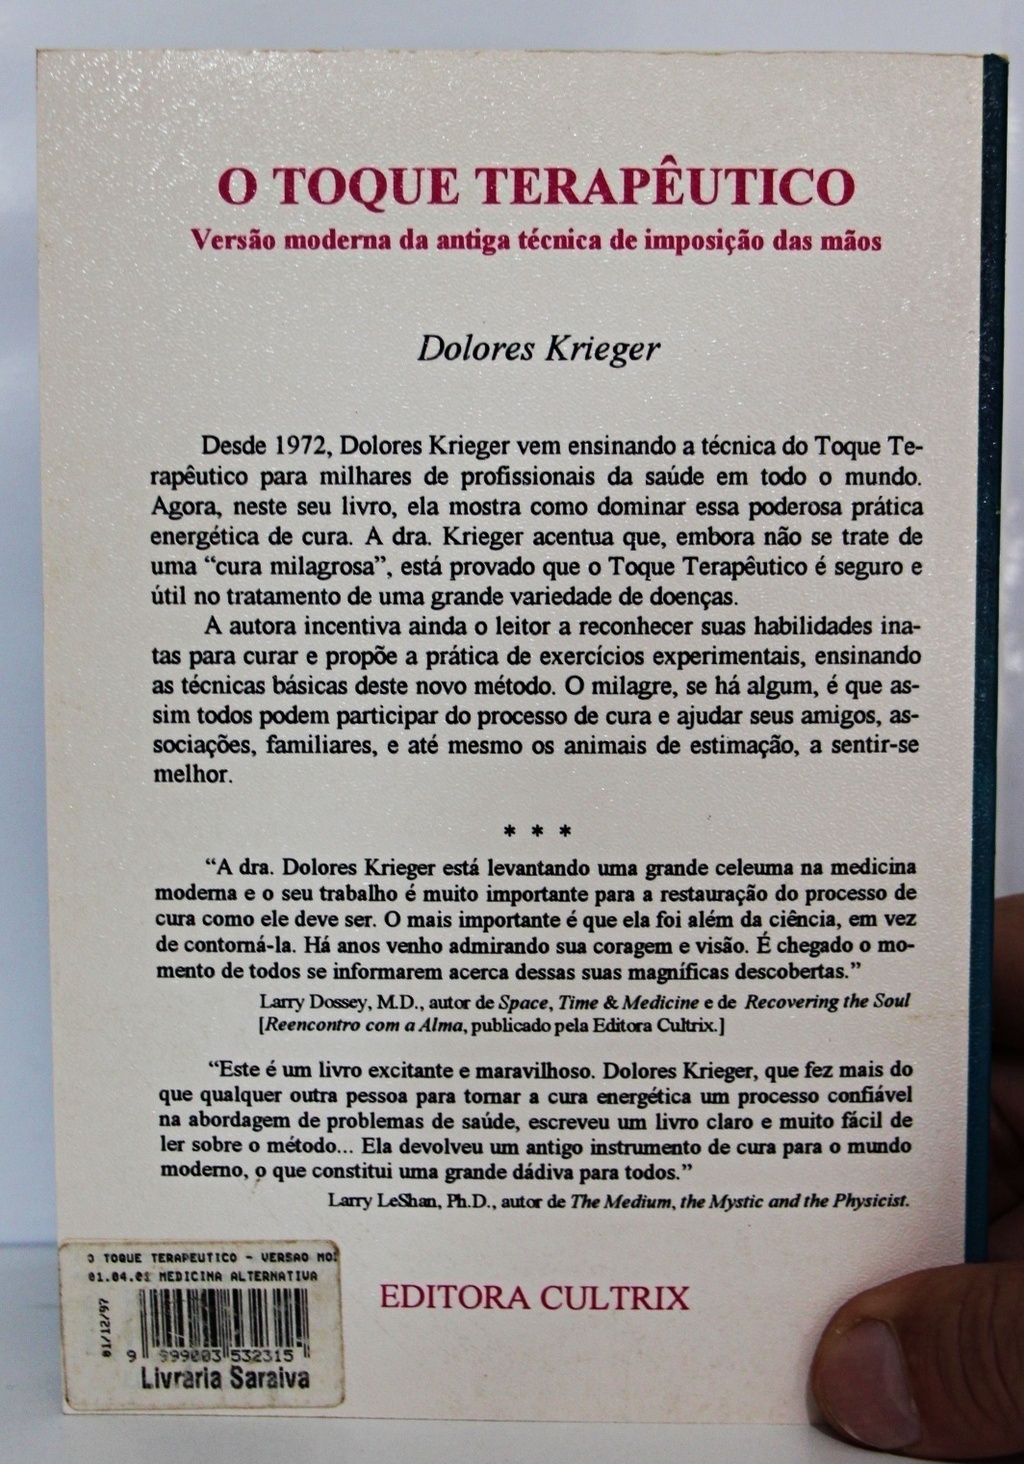 O TOQUE TERAPÊUTICO
Versão moderna da antiga técnica de imposição das mãos
Dolores Krieger
Desde 1972, Dolores Krieger vem ensinando a técnica do Toque Te-
rapêutico para milhares de profissionais da saúde em todo o mundo.
Agora, neste seu livro, ela mostra como dominar essa poderosa prática
energética de cura. A dra. Krieger acentua que, embora não se trate de
uma “cura milagrosa”, está provado que o Toque Terapêutico é seguro e
útil no tratamento de uma grande variedade de doenças.
A autora incentiva ainda o leitor a reconhecer suas habilidades ina-
tas para curar e propõe a prática de exercícios experimentais, ensinando
as técnicas básicas deste novo método. O milagre, se há algum, é que as-
sim todos podem participar do processo de cura e ajudar seus amigos, as-
sociações, familiares, e até mesmo os animais de estimação, a sentir-se
melhor.
* * *
“A dra. Dolores Krieger está levantando uma grande celeuma na medicina
moderna e o seu trabalho é muito importante para a restauração do processo de
cura como ele deve ser. O mais importante é que ela foi além da ciência, em vez
de contorná-la. Há anos venho admirando sua coragem e visão. É chegado o mo-
mento de todos se informarem acerca dessas suas magníficas descobertas.”
Larry Dossey, M.D., autor de Space, Time & Medicine e de Recovering the Soul
[Reencontro com a Alma, publicado pela Editora Cultrix.]
“Este é um livro excitante e maravilhoso. Dolores Krieger, que fez mais do
que qualquer outra pessoa para tornar a cura energética um processo confiável
na abordagem de problemas de saúde, escreveu um livro claro e muito fácil de
ler sobre o método... Ela devolveu um antigo instrumento de cura para o mundo
moderno, o que constitui uma grande dádiva para todos.”
Larry LeShan, Ph.D., autor de The Medium, the Mystic and the Physicist.
O TOQUE TERAPEUTICO - VERSAO MO
01.04.01 MEDICINA ALTERNATIVA
01/12/97
9 999003 532315
Livraria Saraiva
EDITORA CULTRIX